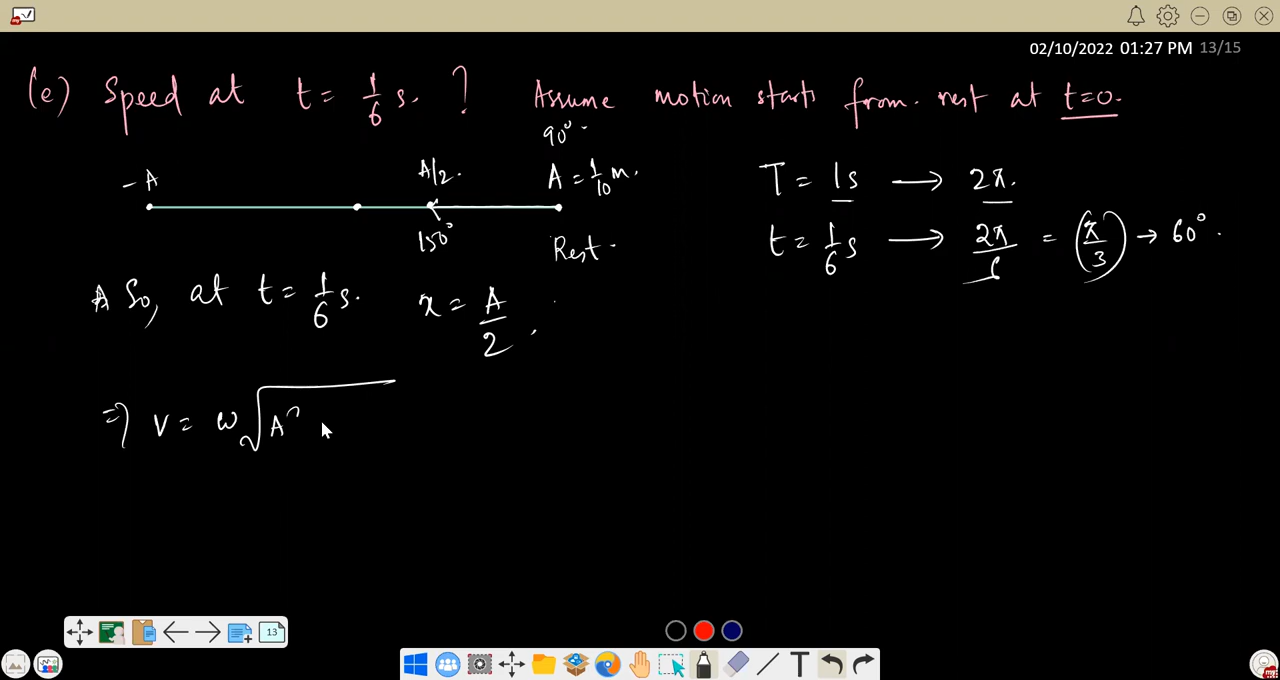 02/10/2022 01:27 PM 13/15
(e) Speed at t = 1/6 s. ? Assume motion starts from rest at t=0.
90°
-A A/2. A = 1/10 m.
150° Rest.
T = 1s → 2π.
t = 1/6 s → 2π/6 = (π/3) → 60°.
A So, at t = 1/6 s. x = A/2,
⇒ V = ω√A²
13